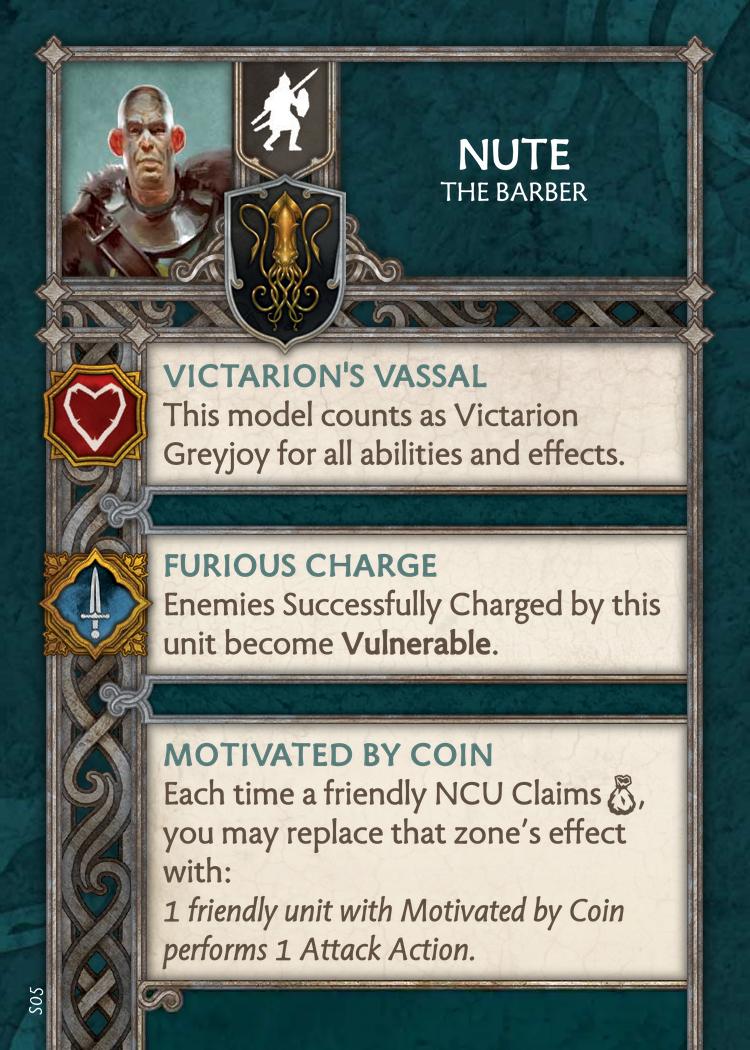 NUTE
THE BARBER
VICTARION'S VASSAL
This model counts as Victarion
Greyjoy for all abilities and effects.
FURIOUS CHARGE
Enemies Successfully Charged by this
unit become Vulnerable.
MOTIVATED BY COIN
Each time a friendly NCU Claims ,
you may replace that zone’s effect
with:
1 friendly unit with Motivated by Coin
performs 1 Attack Action.
S05